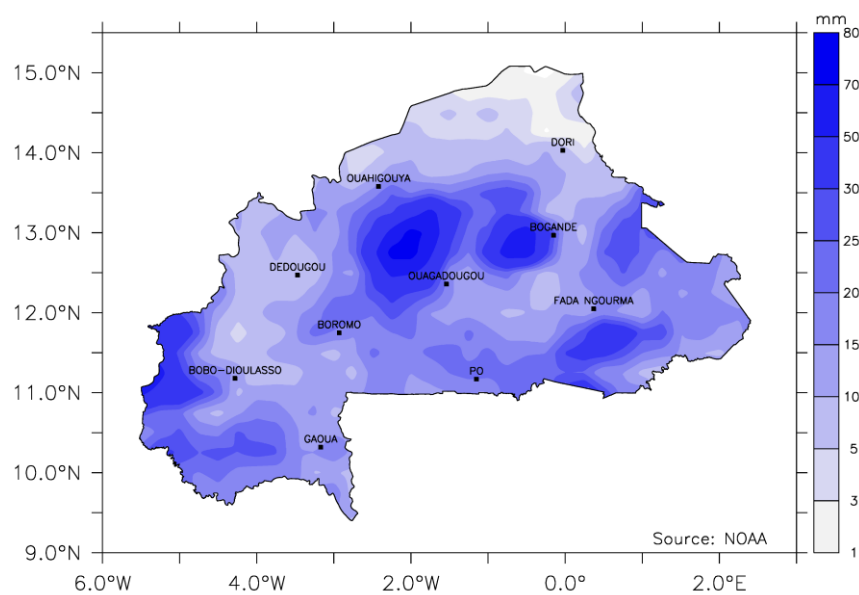 mm
80
70
50
30
25
20
15
10
5
3
1
15.0°N
14.0°N
13.0°N
12.0°N
11.0°N
10.0°N
9.0°N
DORI
OUAHIGOUYA
BOGANDE
DEDOUGOU
OUAGADOUGOU
FADA NGOURMA
BOROMO
BOBO-DIOULASSO
PO
GAOUA
Source: NOAA
6.0°W
4.0°W
2.0°W
0.0°
2.0°E